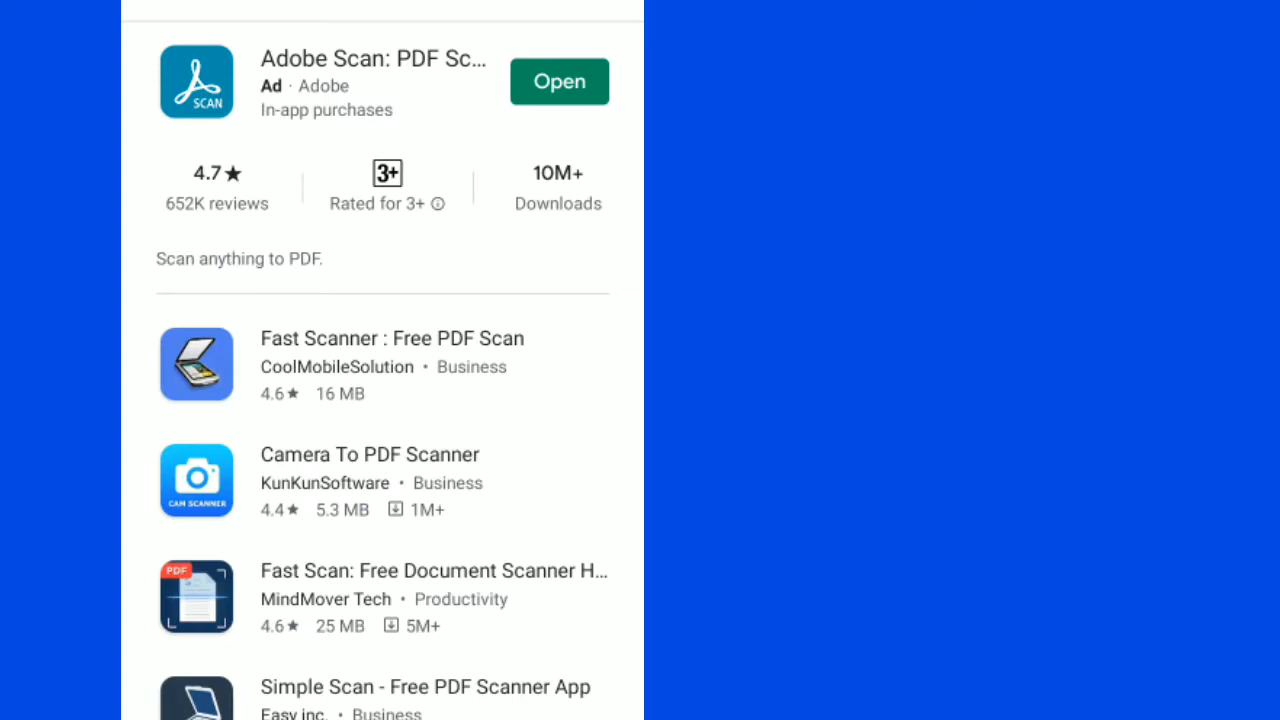 Adobe Scan: PDF Sc...
Ad · Adobe
In-app purchases
Open
SCAN
4.7★
652K reviews
3+
Rated for 3+
10M+
Downloads
Scan anything to PDF.
Fast Scanner : Free PDF Scan
CoolMobileSolution • Business
4.6★ 16 MB
Camera To PDF Scanner
KunKunSoftware • Business
4.4★ 5.3 MB 1M+
CAM SCANNER
Fast Scan: Free Document Scanner H...
MindMover Tech • Productivity
4.6★ 25 MB 5M+
PDF
Simple Scan - Free PDF Scanner App
Easy inc. • Business